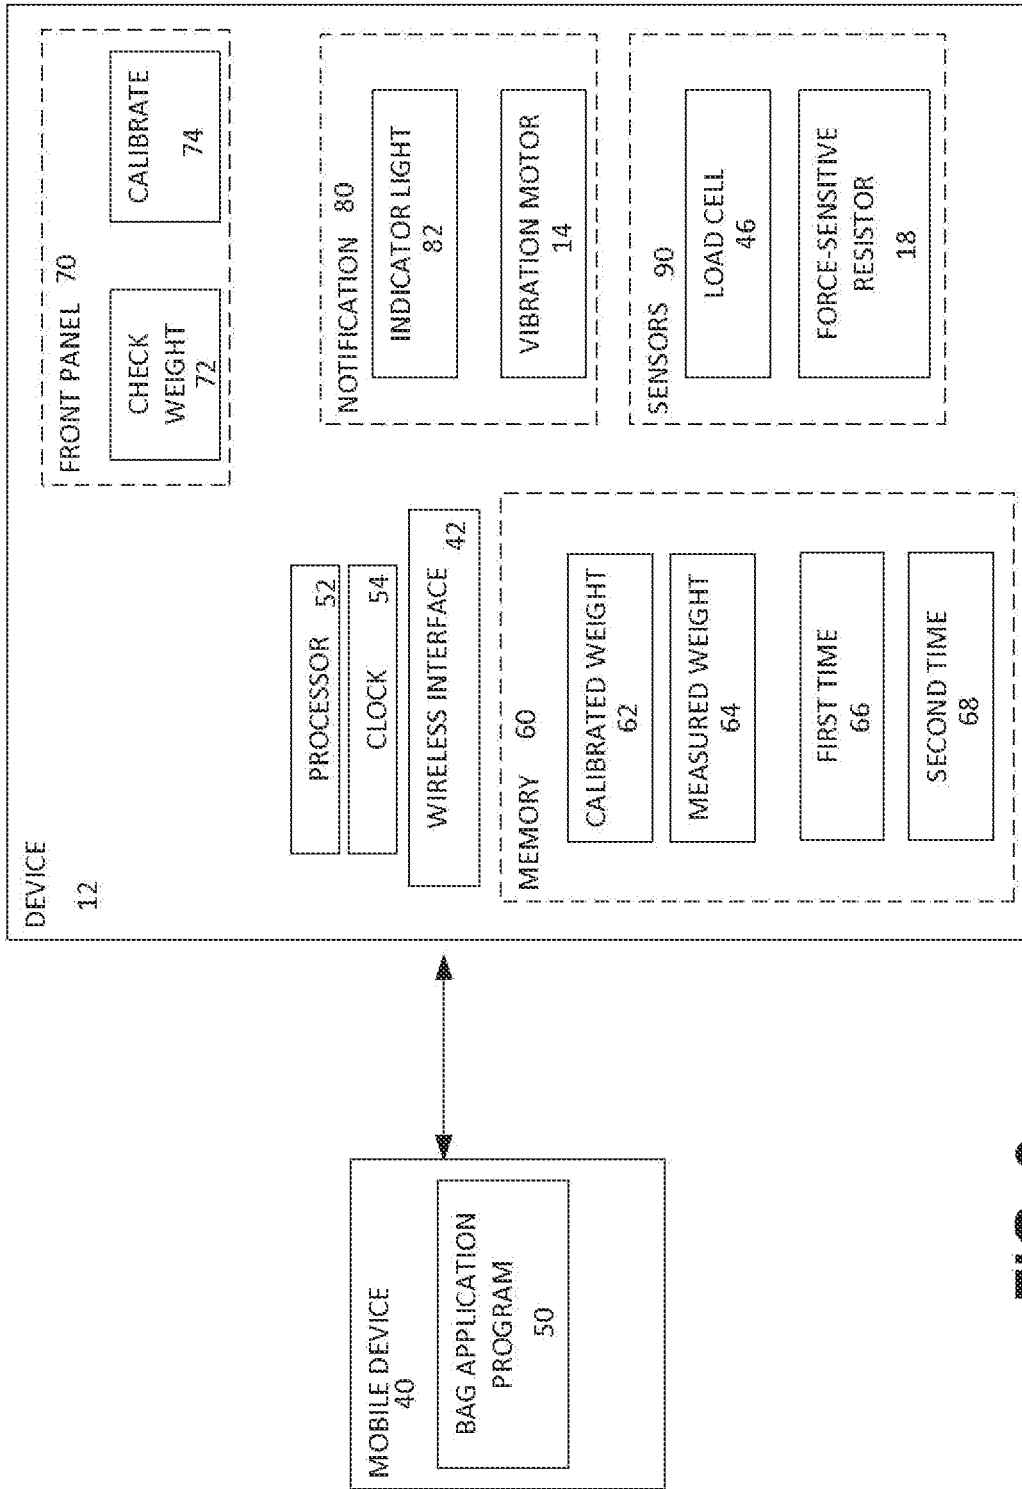 DEVICE
12
FRONT PANEL 70
CHECK
WEIGHT
72
CALIBRATE
74
PROCESSOR 52
CLOCK 54
WIRELESS INTERFACE 42
NOTIFICATION 80
INDICATOR LIGHT
82
VIBRATION MOTOR
14
MEMORY 60
CALIBRATED WEIGHT
62
MEASURED WEIGHT
64
FIRST TIME
66
SECOND TIME
68
SENSORS 90
LOAD CELL
46
FORCE-SENSITIVE
RESISTOR
18
MOBILE DEVICE
40
BAG APPLICATION
PROGRAM
50